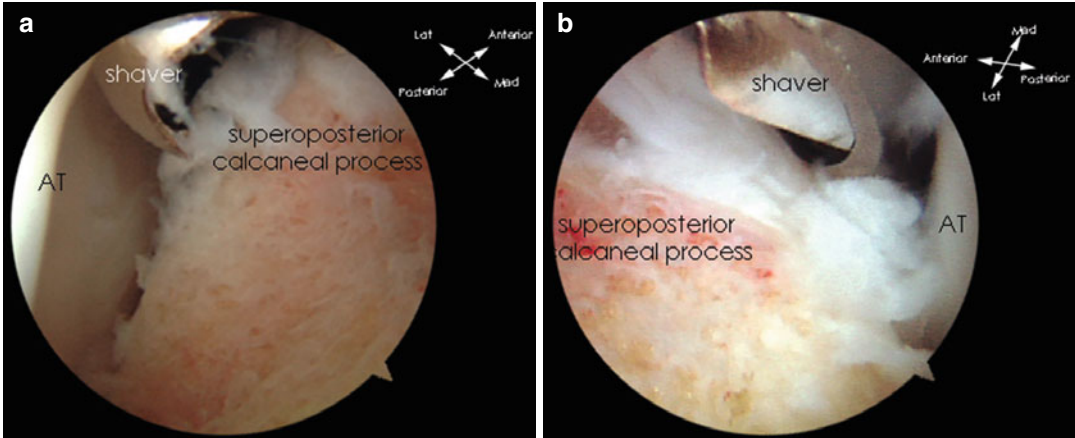 a
Lat
Anterior
Posterior
Med
shaver
superoposterior
calcaneal process
AT
b
Med
Anterior
Posterior
Lat
shaver
superoposterior
calcaneal process
AT